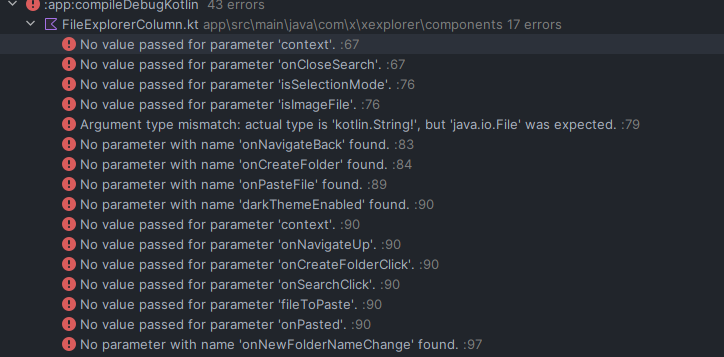 :app:compileDebugKotlin 43 errors
FileExplorerColumn.kt app\src\main\java\com\x\xexplorer\components 17 errors
No value passed for parameter 'context'. :67
No value passed for parameter 'onCloseSearch'. :67
No value passed for parameter 'isSelectionMode'. :76
No value passed for parameter 'isImageFile'. :76
Argument type mismatch: actual type is 'kotlin.String!', but 'java.io.File' was expected. :79
No parameter with name 'onNavigateBack' found. :83
No parameter with name 'onCreateFolder' found. :84
No parameter with name 'onPasteFile' found. :89
No parameter with name 'darkThemeEnabled' found. :90
No value passed for parameter 'context'. :90
No value passed for parameter 'onNavigateUp'. :90
No value passed for parameter 'onCreateFolderClick'. :90
No value passed for parameter 'onSearchClick'. :90
No value passed for parameter 'fileToPaste'. :90
No value passed for parameter 'onPasted'. :90
No parameter with name 'onNewFolderNameChange' found. :97